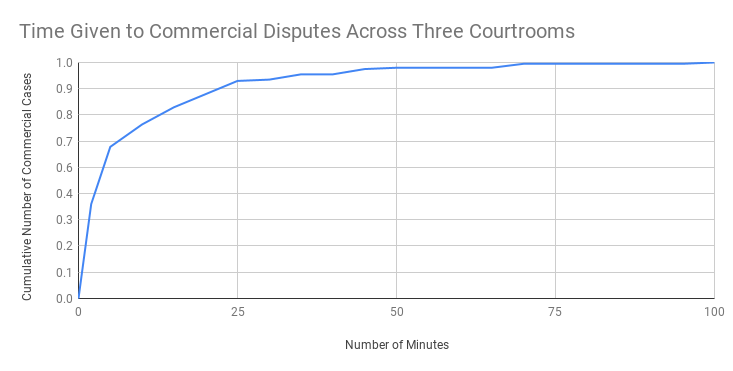 Time Given to Commercial Disputes Across Three Courtrooms
Cumulative Number of Commercial Cases
1.0
0.9
0.8
0.7
0.6
0.5
0.4
0.3
0.2
0.1
0.0
0 25 50 75 100
Number of Minutes